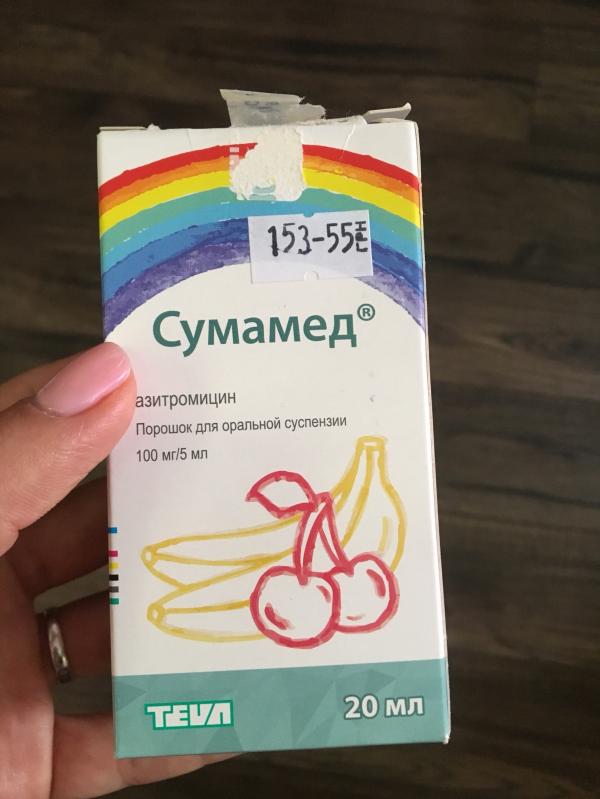 153-55
Сумамед®
азитромицин
Порошок для оральной суспензии
100 мг/5 мл
TEVA
20 мл